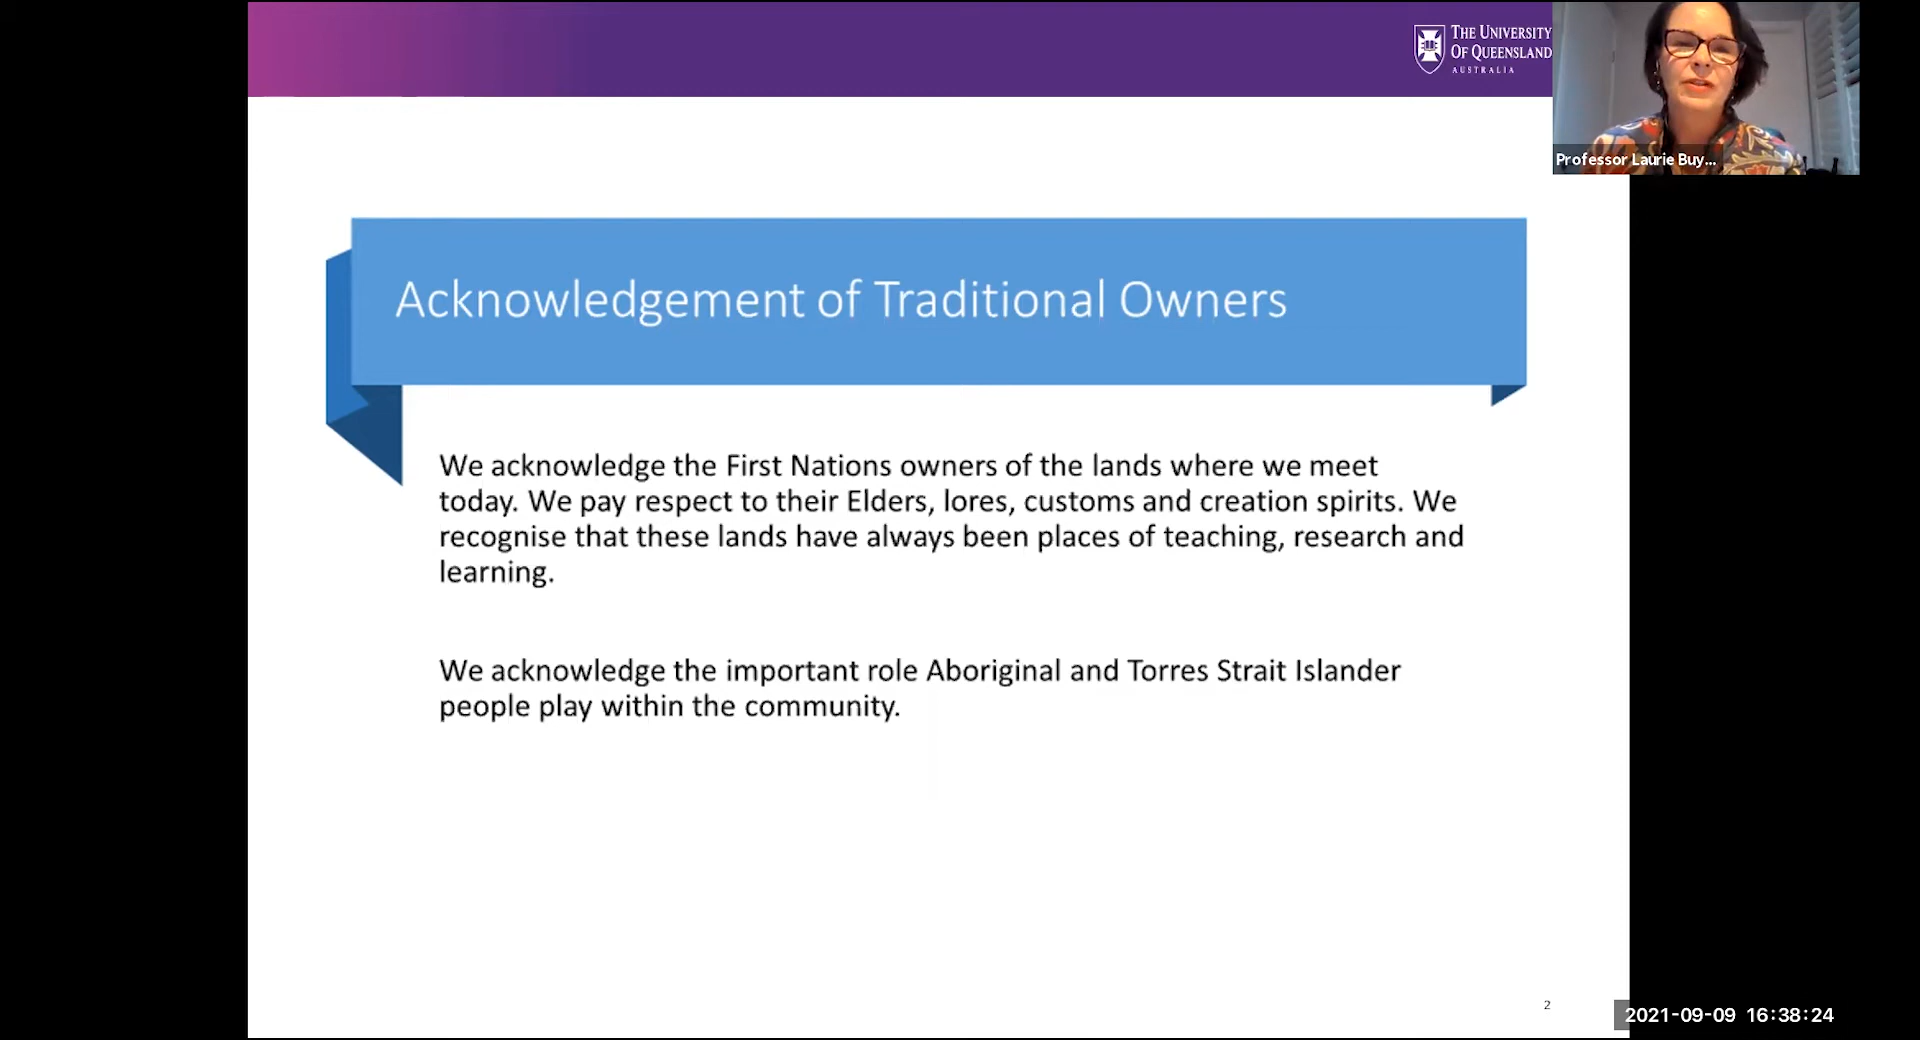 THE UNIVERSITY
OF QUEENSLAND
AUSTRALIA
Professor Laurie Buy...
Acknowledgement of Traditional Owners
We acknowledge the First Nations owners of the lands where we meet
today. We pay respect to their Elders, lores, customs and creation spirits. We
recognise that these lands have always been places of teaching, research and
learning.
We acknowledge the important role Aboriginal and Torres Strait Islander
people play within the community.
2
2021-09-09 16:38:24